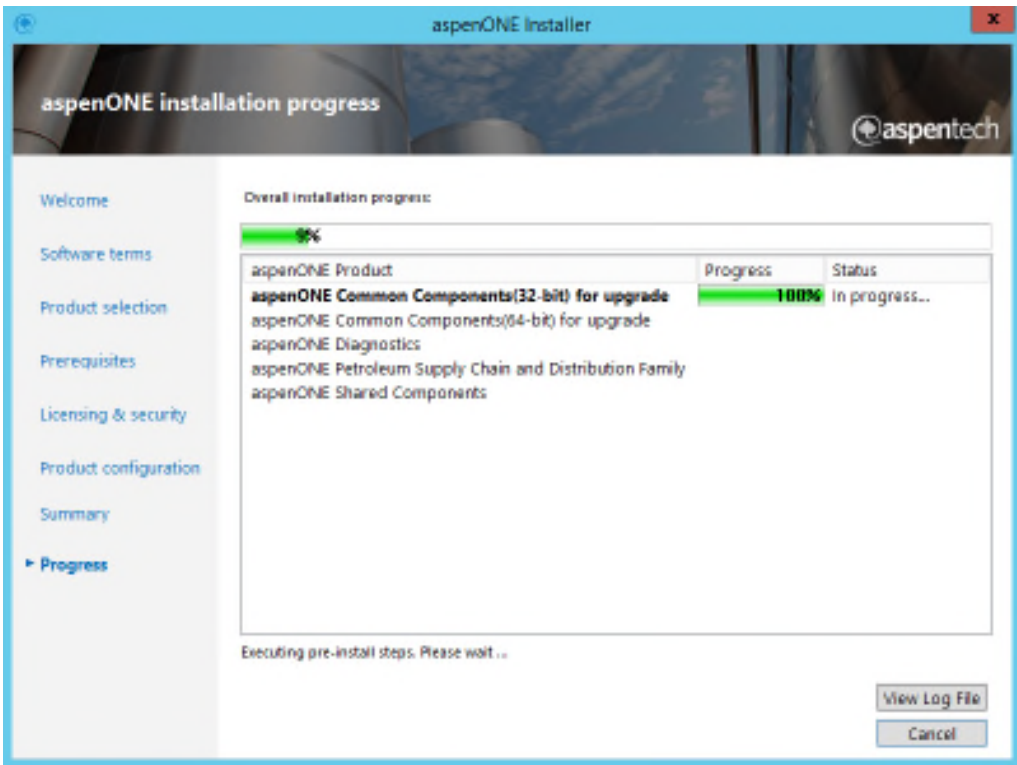 aspenONE Installer
x
aspenONE installation progress
aspentech
Welcome
Software terms
Product selection
Prerequisites
Licensing & security
Product configuration
Summary
Progress
Overall installation progress:
9%
aspenONE Product Progress Status
aspenONE Common Components(32-bit) for upgrade 100% In progress...
aspenONE Common Components(64-bit) for upgrade
aspenONE Diagnostics
aspenONE Petroleum Supply Chain and Distribution Family
aspenONE Shared Components
Executing pre-install steps. Please wait ...
View Log File
Cancel